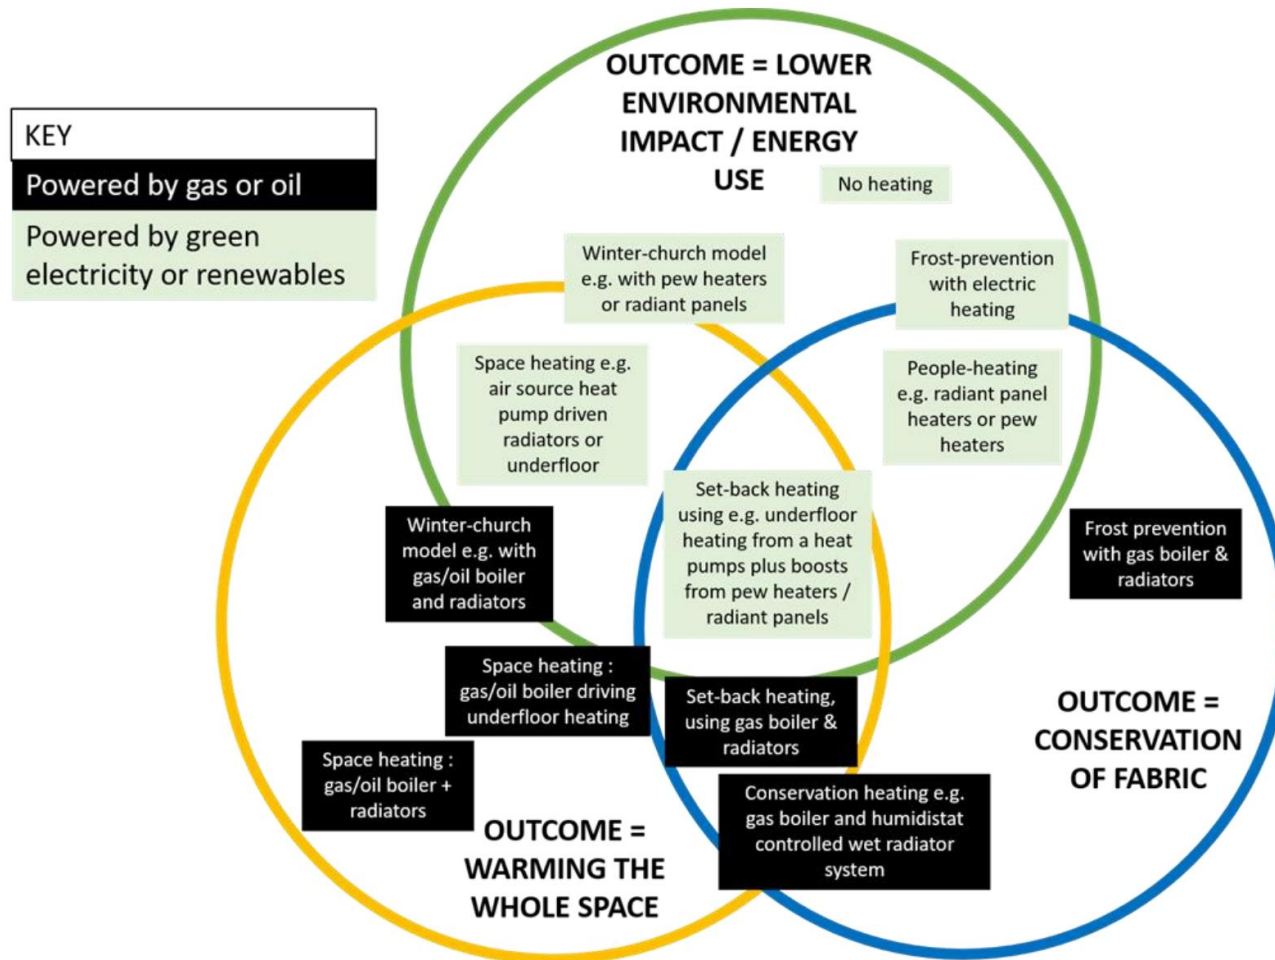 OUTCOME = LOWER
ENVIRONMENTAL
IMPACT / ENERGY
USE
KEY
Powered by gas or oil
Powered by green
electricity or renewables
No heating
Winter-church model
e.g. with pew heaters
or radiant panels
Frost-prevention
with electric
heating
Space heating e.g.
air source heat
pump driven
radiators or
underfloor
People-heating
e.g. radiant panel
heaters or pew
heaters
Set-back heating
using e.g. underfloor
heating from a heat
pumps plus boosts
from pew heaters /
radiant panels
Winter-church
model e.g. with
gas/oil boiler
and radiators
Frost prevention
with gas boiler &
radiators
Space heating :
gas/oil boiler driving
underfloor heating
Set-back heating,
using gas boiler &
radiators
OUTCOME =
CONSERVATION
OF FABRIC
Space heating :
gas/oil boiler +
radiators
Conservation heating e.g.
gas boiler and humidistat
controlled wet radiator
system
OUTCOME =
WARMING THE
WHOLE SPACE